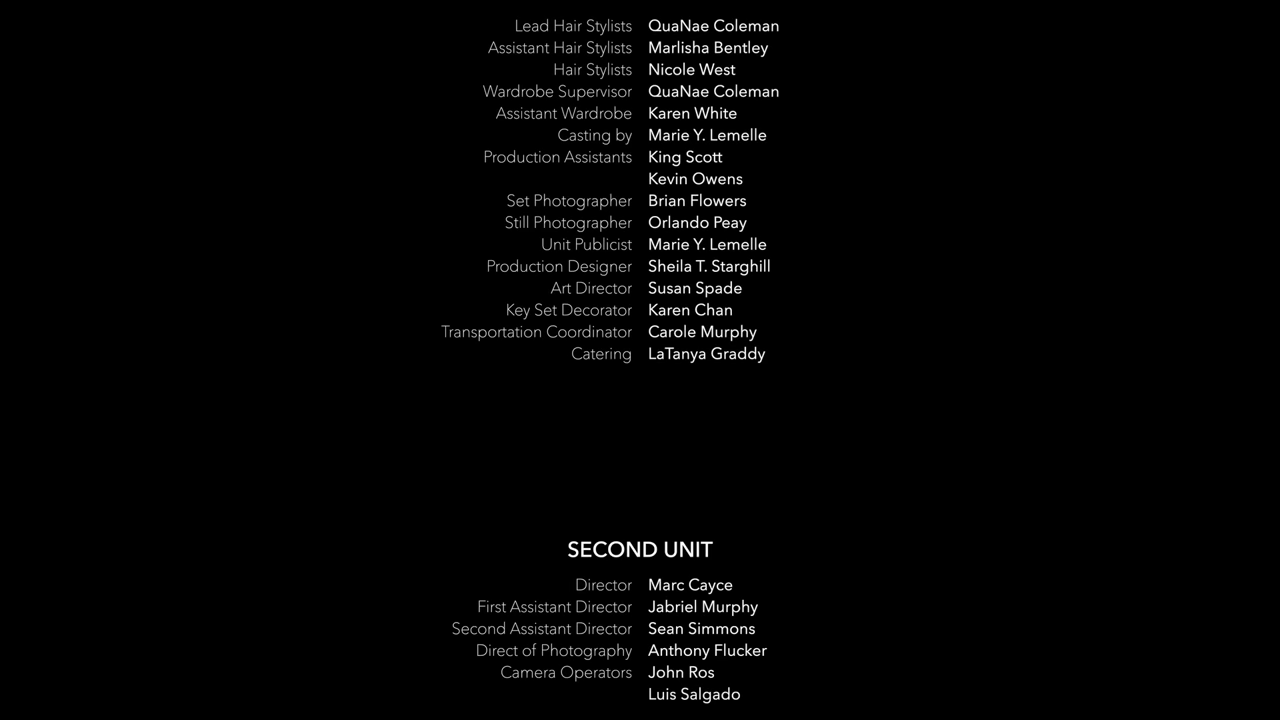 Lead Hair Stylists QuaNae Coleman
Assistant Hair Stylists Marlisha Bentley
Hair Stylists Nicole West
Wardrobe Supervisor QuaNae Coleman
Assistant Wardrobe Karen White
Casting by Marie Y. Lemelle
Production Assistants King Scott
Kevin Owens
Set Photographer Brian Flowers
Still Photographer Orlando Peay
Unit Publicist Marie Y. Lemelle
Production Designer Sheila T. Starghill
Art Director Susan Spade
Key Set Decorator Karen Chan
Transportation Coordinator Carole Murphy
Catering LaTanya Graddy
SECOND UNIT
Director Marc Cayce
First Assistant Director Jabriel Murphy
Second Assistant Director Sean Simmons
Direct of Photography Anthony Flucker
Camera Operators John Ros
Luis Salgado